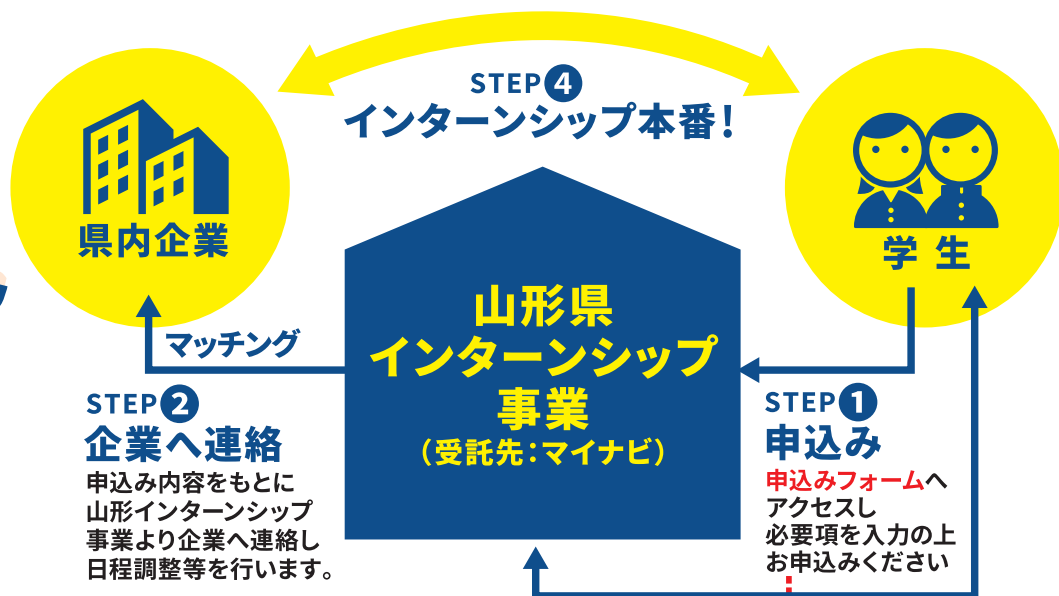 STEP4
インターンシップ本番！
県内企業
学生
山形県
インターンシップ
事業
（受託先：マイナビ）
マッチング
STEP2
企業へ連絡
申込み内容をもとに
山形インターンシップ
事業より企業へ連絡し
日程調整等を行います。
STEP1
申込み
申込みフォームへ
アクセスし
必要項を入力の上
お申込みください